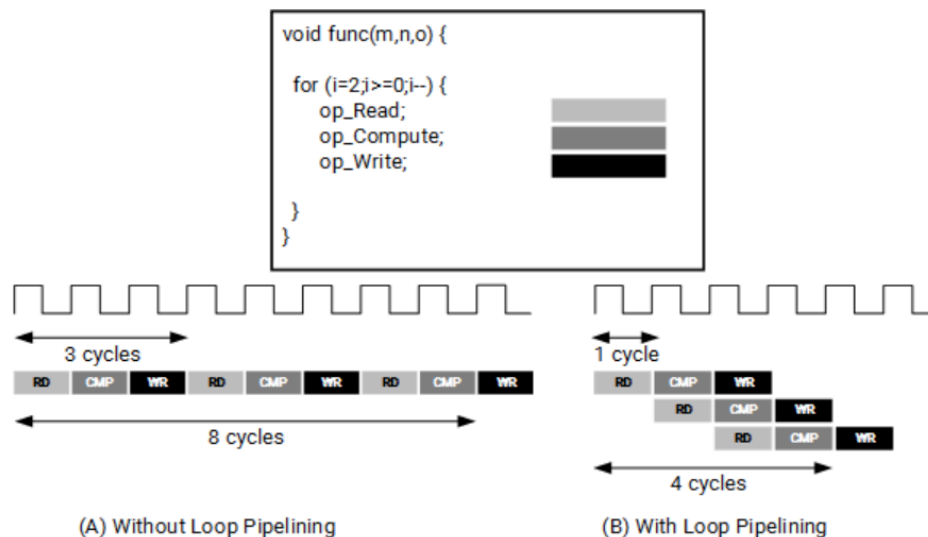 void func(m,n,o) {
for (i=2;i>=0;i--) {
op_Read;
op_Compute;
op_Write;
}
}
3 cycles
RD CMP WR RD CMP WR RD CMP WR
8 cycles
(A) Without Loop Pipelining
1 cycle
RD CMP WR
RD CMP WR
RD CMP WR
4 cycles
(B) With Loop Pipelining